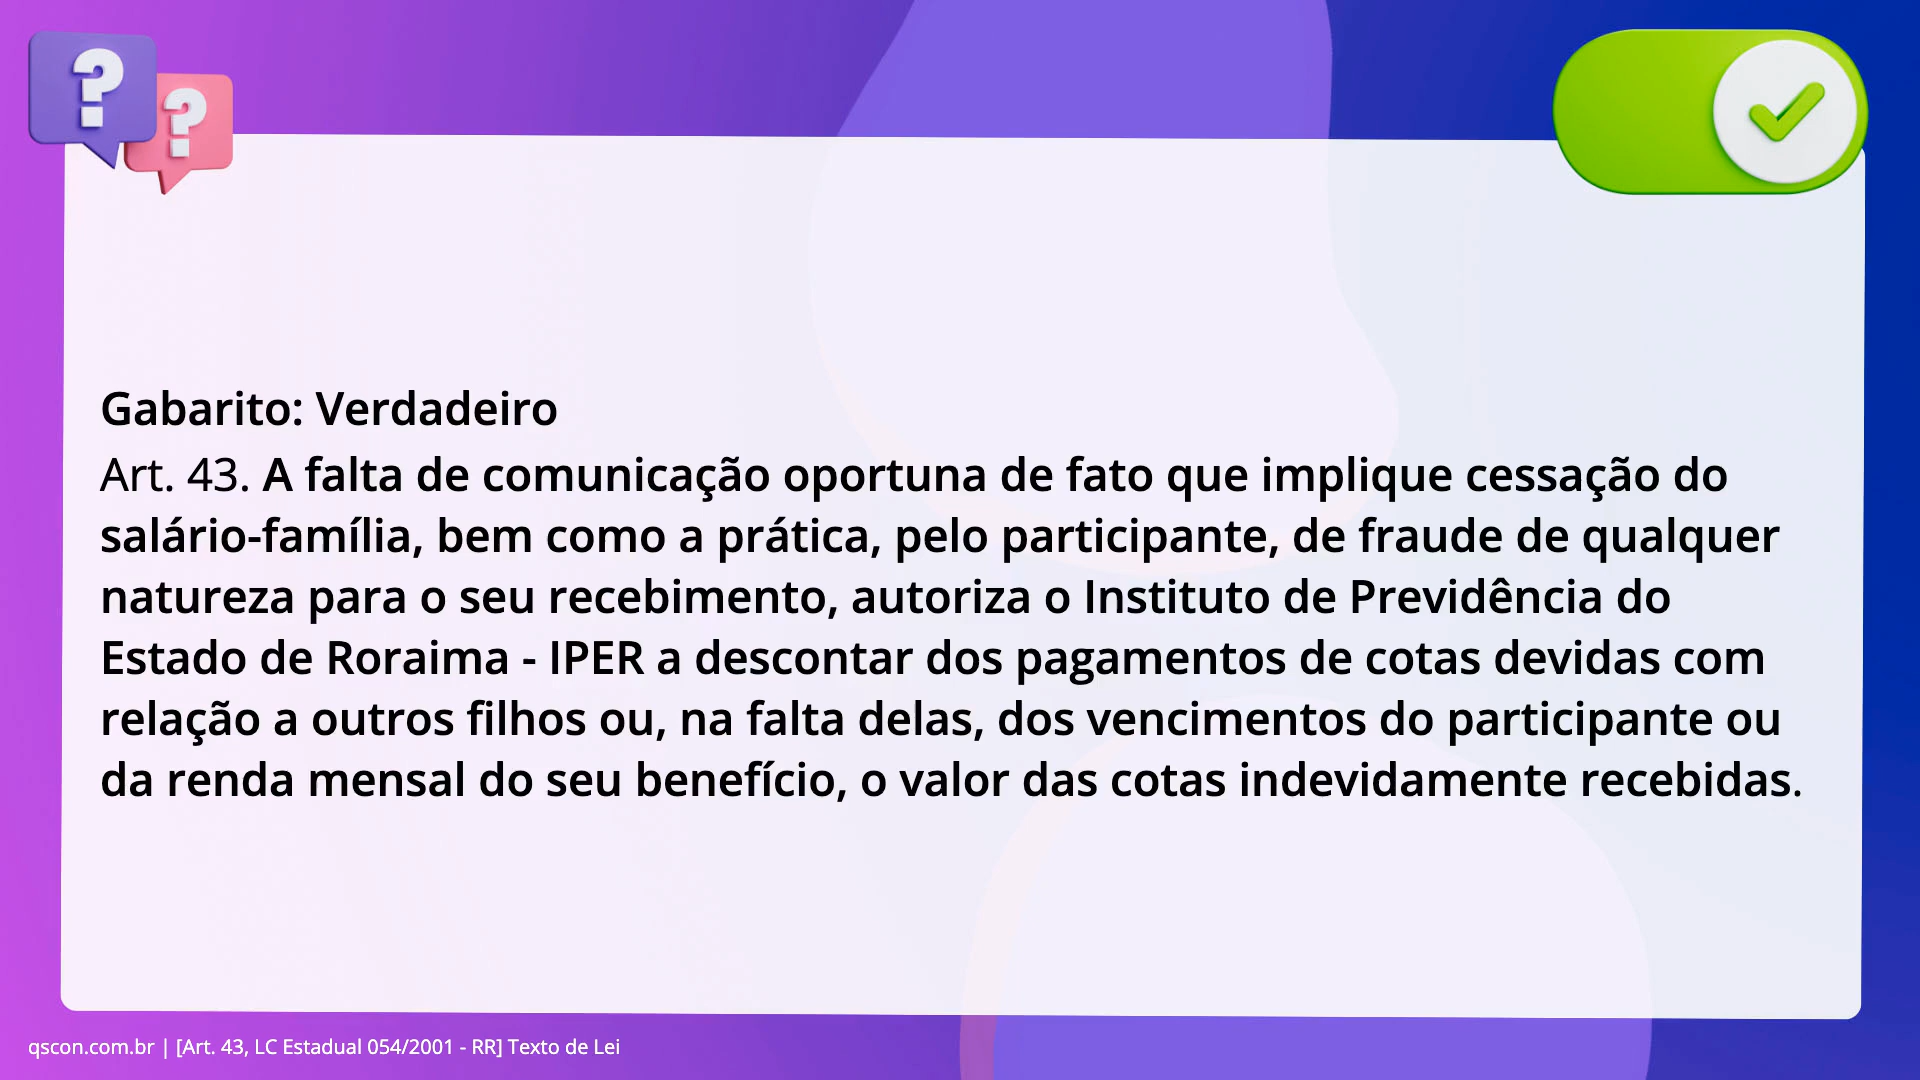 ?
?
Gabarito: Verdadeiro
Art. 43. A falta de comunicação oportuna de fato que implique cessação do
salário-família, bem como a prática, pelo participante, de fraude de qualquer
natureza para o seu recebimento, autoriza o Instituto de Previdência do
Estado de Roraima - IPER a descontar dos pagamentos de cotas devidas com
relação a outros filhos ou, na falta delas, dos vencimentos do participante ou
da renda mensal do seu benefício, o valor das cotas indevidamente recebidas.
qscon.com.br | [Art. 43, LC Estadual 054/2001 - RR] Texto de Lei